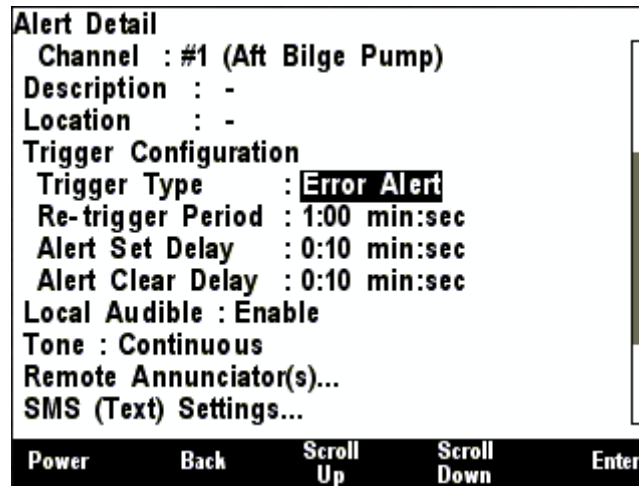 Alert Detail
Channel : #1 (Aft Bilge Pump)
Description : -
Location : -
Trigger Configuration
Trigger Type : Error Alert
Re-trigger Period : 1:00 min:sec
Alert Set Delay : 0:10 min:sec
Alert Clear Delay : 0:10 min:sec
Local Audible : Enable
Tone : Continuous
Remote Annunciator(s)...
SMS (Text) Settings...
Power Back Scroll Up Scroll Down Enter